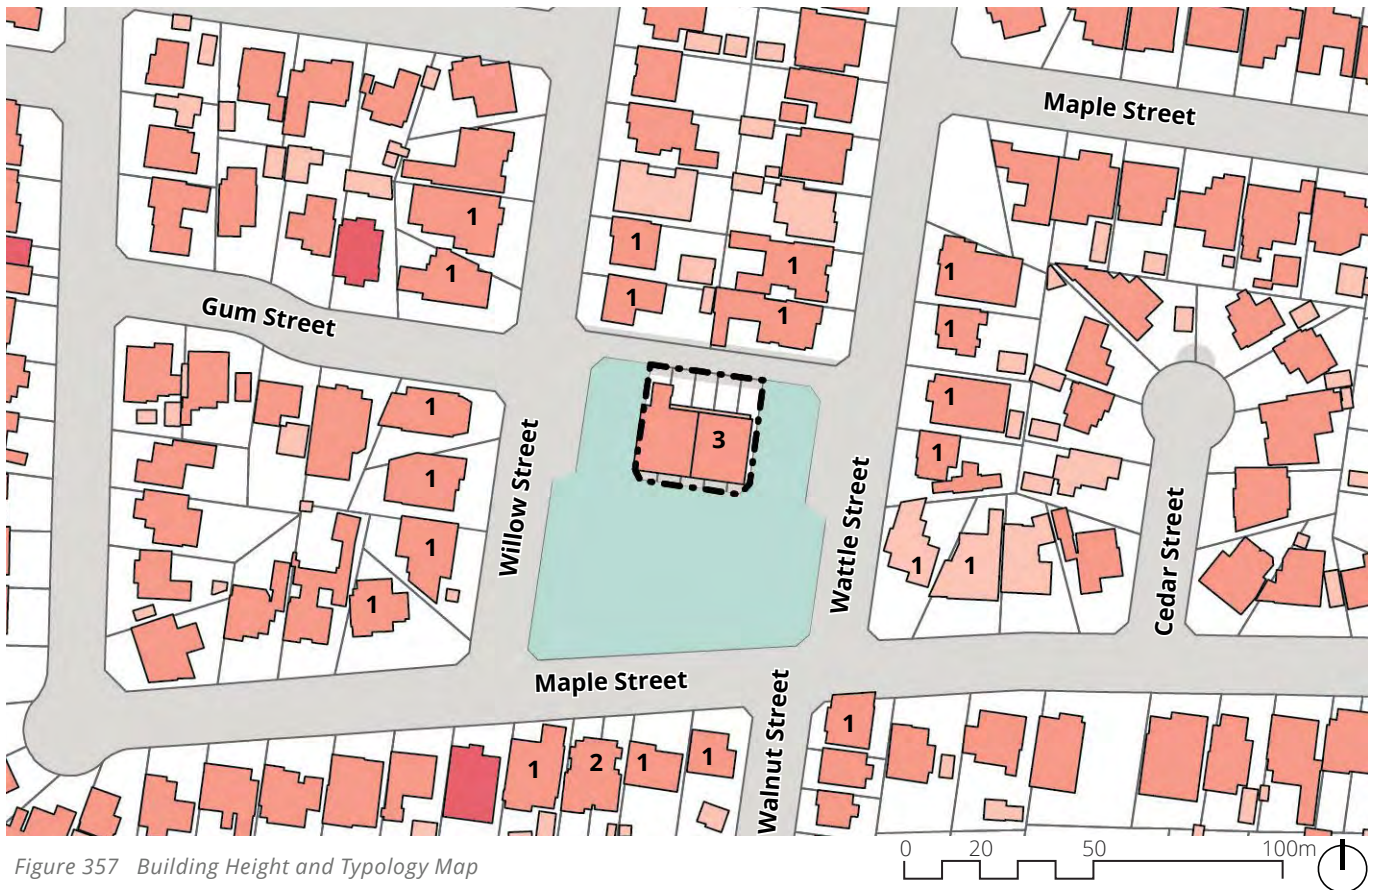 Maple Street
1
1
1
1
1
1
1
Gum Street
1
1
1
1
3
1
1
1
Willow Street
Wattle Street
Cedar Street
1
1
1
Maple Street
Walnut Street
1
1
2
1
1
0 20 50 100m
Figure 357 Building Height and Typology Map